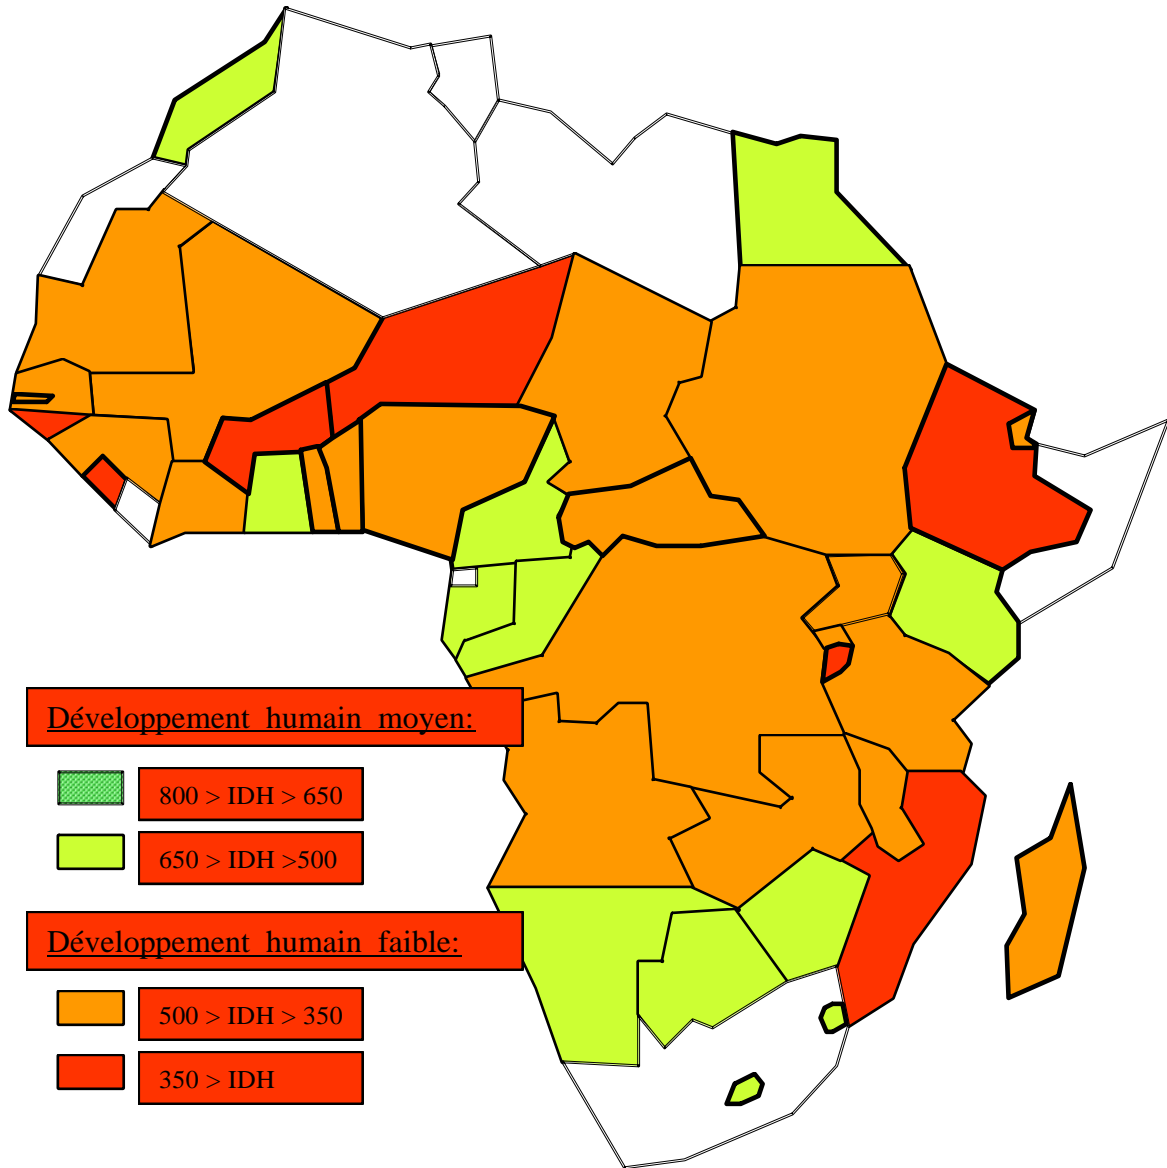 Développement humain moyen:
800 > IDH > 650
650 > IDH >500
Développement humain faible:
500 > IDH > 350
350 > IDH